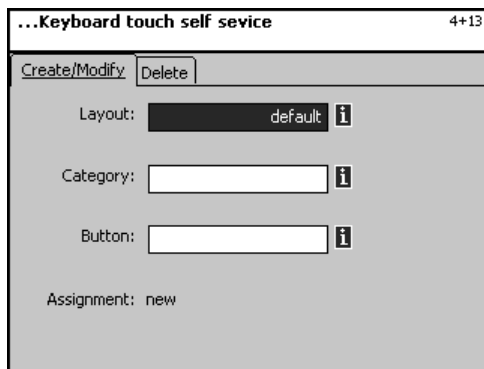 ...Keyboard touch self sevice 4+13
Create/Modify Delete
Layout: default i
Category: i
Button: i
Assignment: new